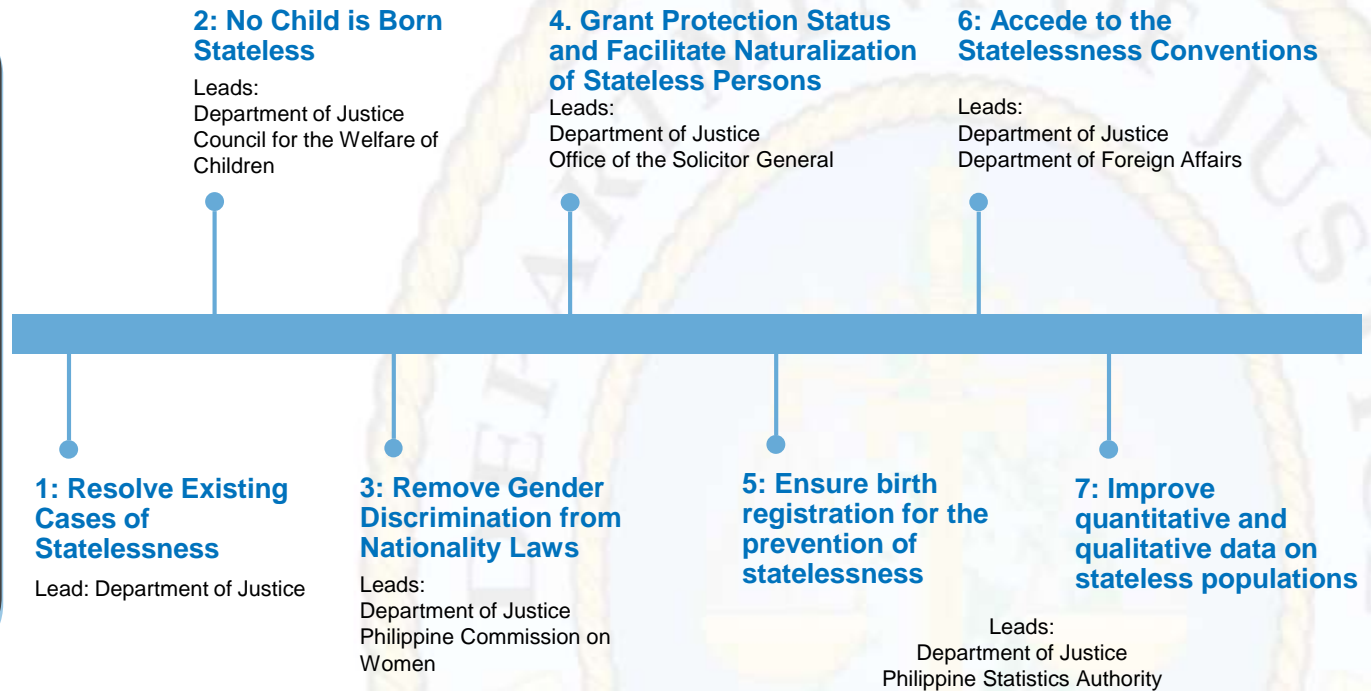 2: No Child is Born
Stateless
Leads:
Department of Justice
Council for the Welfare of
Children
4. Grant Protection Status
and Facilitate Naturalization
of Stateless Persons
Leads:
Department of Justice
Office of the Solicitor General
6: Accede to the
Statelessness Conventions
Leads:
Department of Justice
Department of Foreign Affairs
1: Resolve Existing
Cases of
Statelessness
Lead: Department of Justice
3: Remove Gender
Discrimination from
Nationality Laws
Leads:
Department of Justice
Philippine Commission on
Women
5: Ensure birth
registration for the
prevention of
statelessness
7: Improve
quantitative and
qualitative data on
stateless populations
Leads:
Department of Justice
Philippine Statistics Authority